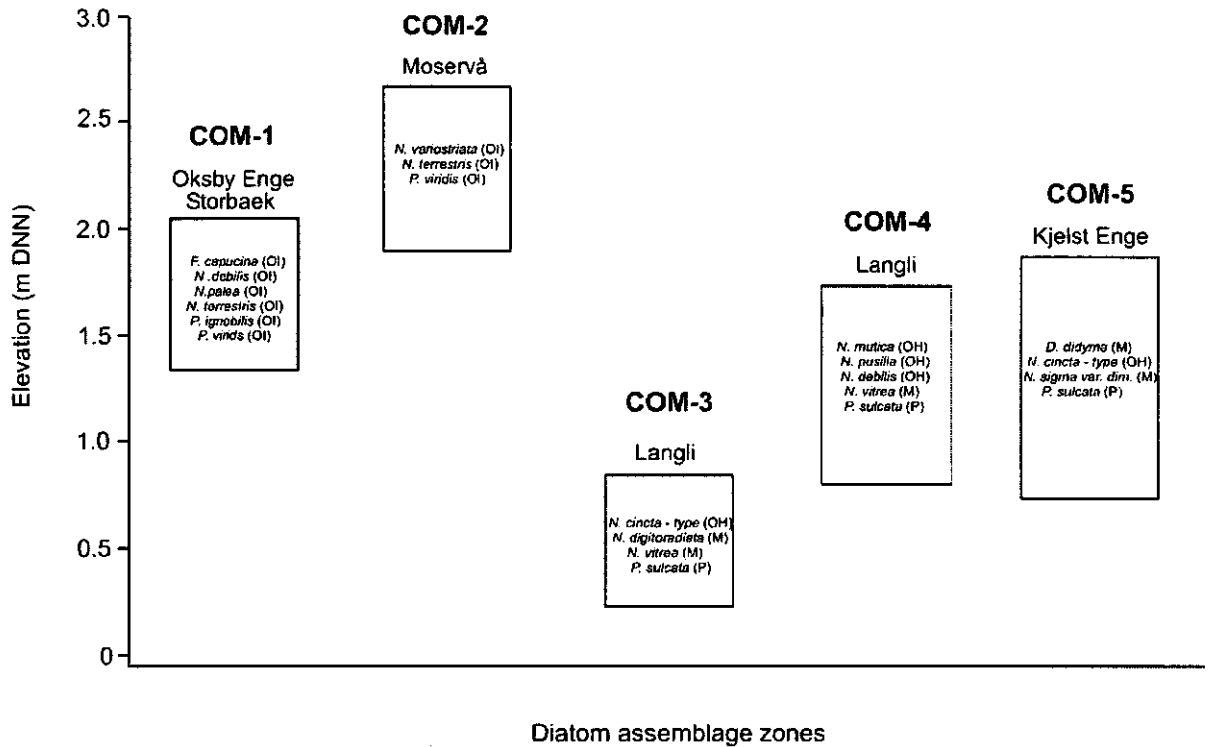 3.0
2.5
2.0
1.5
1.0
0.5
0
Elevation (m DNN)
COM-1
Oksby Enge
Storbaek
F. capucina (OI)
N. debilis (OI)
N. palea (OI)
N. terrestris (OI)
P. ignobilis (OI)
P. virids (OI)
COM-2
Moservå
N. variostriata (OI)
N. terrestris (OI)
P. viridis (OI)
COM-3
Langli
N. cincta - type (OH)
N. digitoradiata (M)
N. vitrea (M)
P. sulcata (P)
COM-4
Langli
N. mutica (OH)
N. pusilla (OH)
N. debilis (OH)
N. vitrea (M)
P. sulcata (P)
COM-5
Kjelst Enge
D. didyma (M)
N. cincta - type (OH)
N. sigma var. dim. (M)
P. sulcata (P)
Diatom assemblage zones